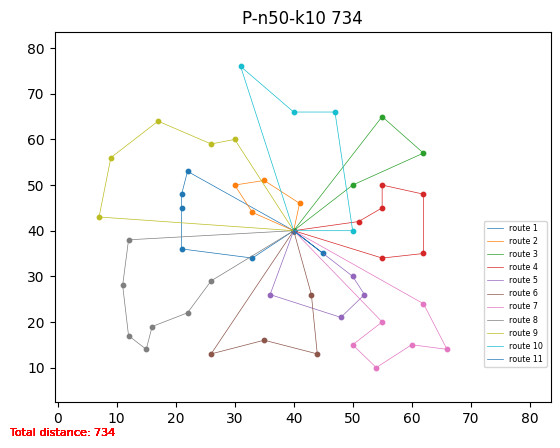 P-n50-k10 734
80
70
60
50
40
30
20
10
0 10 20 30 40 50 60 70 80
route 1
route 2
route 3
route 4
route 5
route 6
route 7
route 8
route 9
route 10
route 11
Total distance: 734